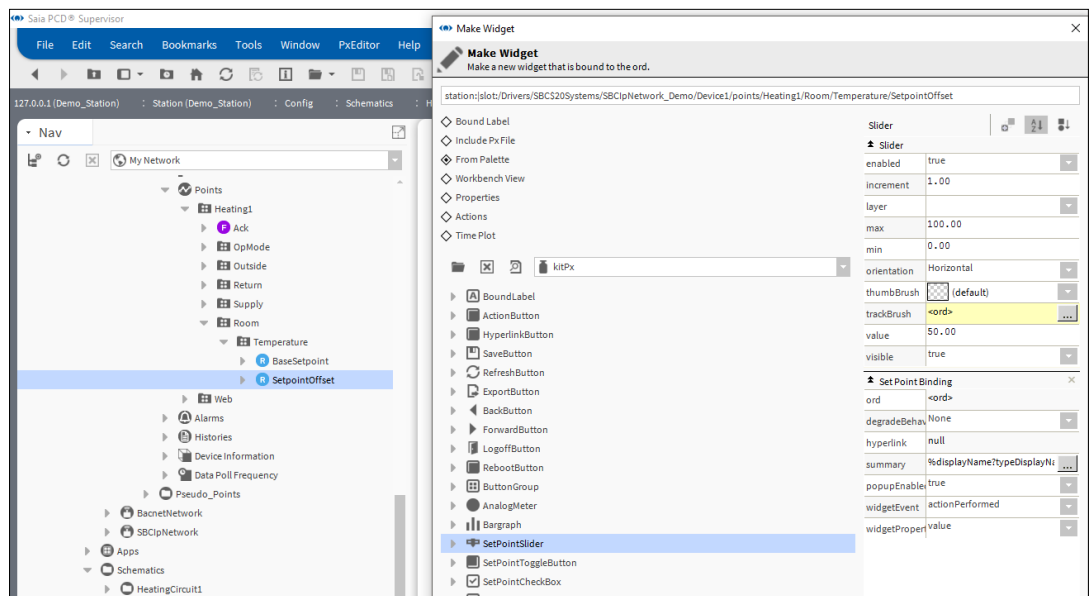 Saia PCD® Supervisor
File Edit Search Bookmarks Tools Window PxEditor Help
127.0.0.1 (Demo_Station) : Station (Demo_Station) : Config : Schematics : H
Nav
My Network
Points
Heating1
F Ack
OpMode
Outside
Return
Supply
Room
Temperature
R BaseSetpoint
R SetpointOffset
Web
Alarms
Histories
Device Information
Data Poll Frequency
Pseudo_Points
BacnetNetwork
SBCIpNetwork
Apps
Schematics
HeatingCircuit1
Make Widget
Make Widget
Make a new widget that is bound to the ord.
station:|slot:/Drivers/SBC$20Systems/SBCIpNetwork_Demo/Device1/points/Heating1/Room/Temperature/SetpointOffset
Bound Label
Include Px File
From Palette
Workbench View
Properties
Actions
Time Plot
kitPx
A BoundLabel
ActionButton
HyperlinkButton
SaveButton
RefreshButton
ExportButton
BackButton
ForwardButton
LogoffButton
RebootButton
ButtonGroup
AnalogMeter
Bargraph
SetPointSlider
SetPointToggleButton
SetPointCheckBox
Slider
Slider
enabled true
increment 1.00
layer
max 100.00
min 0.00
orientation Horizontal
thumbBrush (default)
trackBrush <ord> ...
value 50.00
visible true
Set Point Binding
ord <ord>
degradeBehav None
hyperlink null
summary %displayName?typeDisplayNa ...
popupEnable true
widgetEvent actionPerformed
widgetProper value